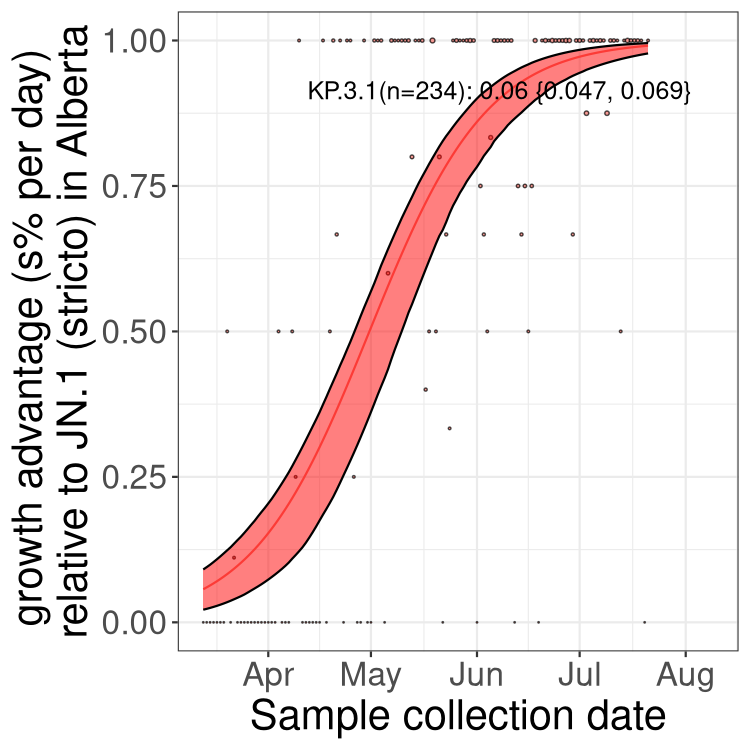 growth advantage (s% per day)
relative to JN.1 (stricto) in Alberta
1.00
0.75
0.50
0.25
0.00
KP.3.1(n=234): 0.06 {0.047, 0.069}
Apr May Jun Jul Aug
Sample collection date